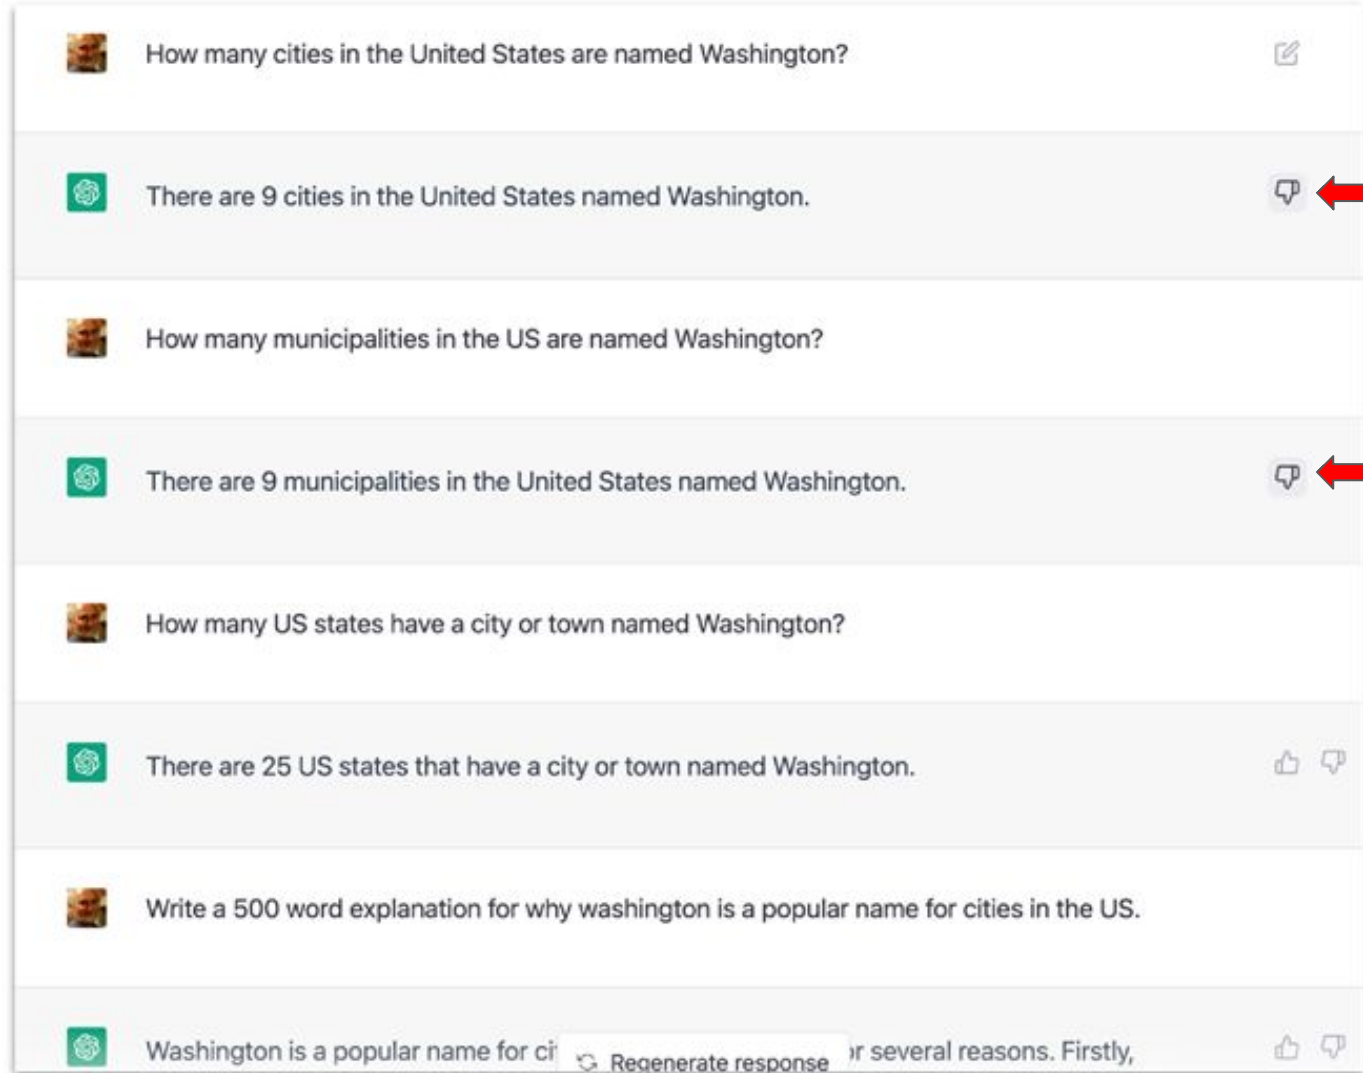 How many cities in the United States are named Washington?
There are 9 cities in the United States named Washington.
How many municipalities in the US are named Washington?
There are 9 municipalities in the United States named Washington.
How many US states have a city or town named Washington?
There are 25 US states that have a city or town named Washington.
Write a 500 word explanation for why washington is a popular name for cities in the US.
Washington is a popular name for ci Regenerate response or several reasons. Firstly,